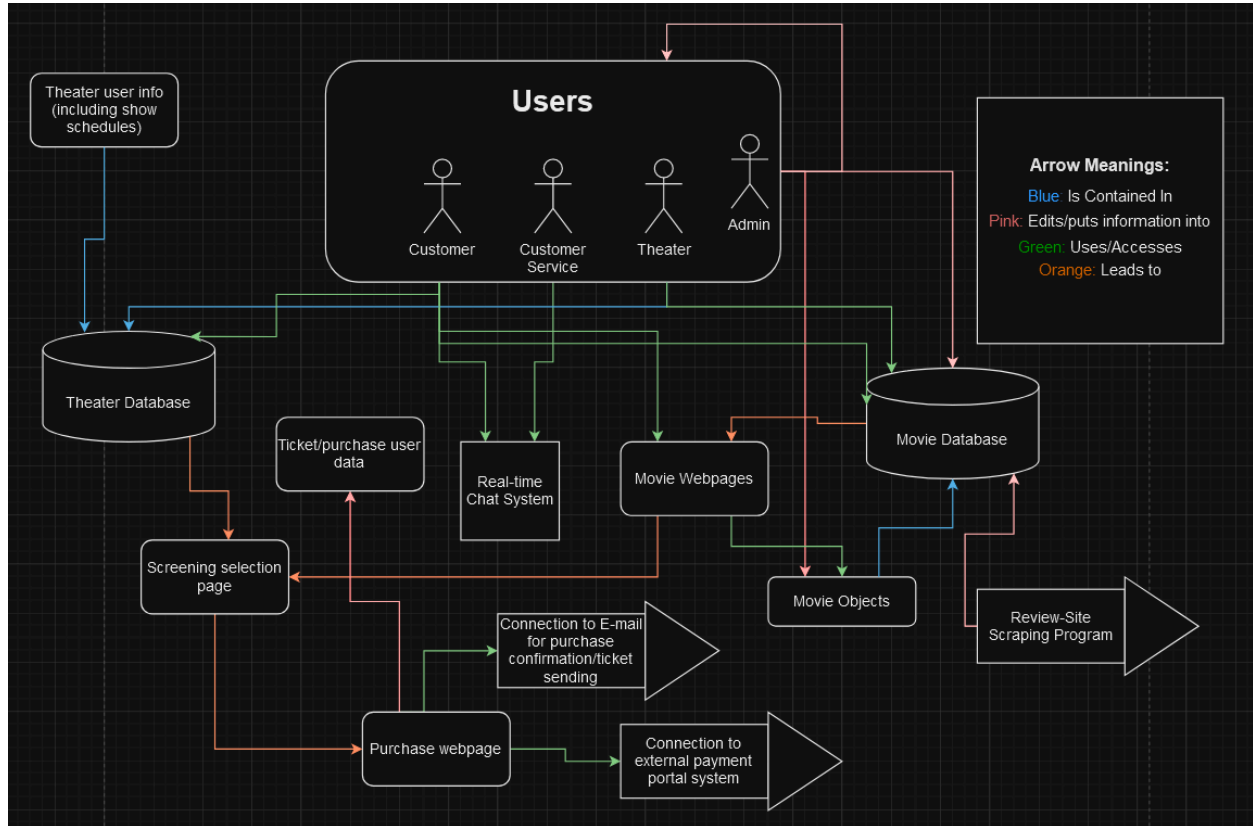 Theater user info
(including show
schedules)
Users
Customer
Customer
Service
Theater
Admin
Arrow Meanings:
Blue: Is Contained In
Pink: Edits/puts information into
Green: Uses/Accesses
Orange: Leads to
Theater Database
Ticket/purchase user
data
Real-time
Chat System
Movie Webpages
Movie Database
Screening selection
page
Movie Objects
Review-Site
Scraping Program
Connection to E-mail
for purchase
confirmation/ticket
sending
Purchase webpage
Connection to
external payment
portal system